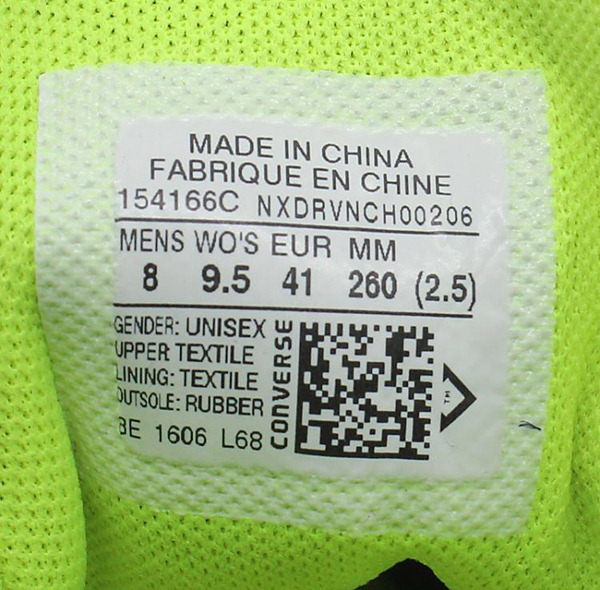 MADE IN CHINA
FABRIQUE EN CHINE
154166C NXDRVNCH00206
MENS WO'S EUR MM
8 9.5 41 260 (2.5)
GENDER: UNISEX
UPPER TEXTILE
LINING: TEXTILE
OUTSOLE: RUBBER
BE 1606 L68
CONVERSE
TM